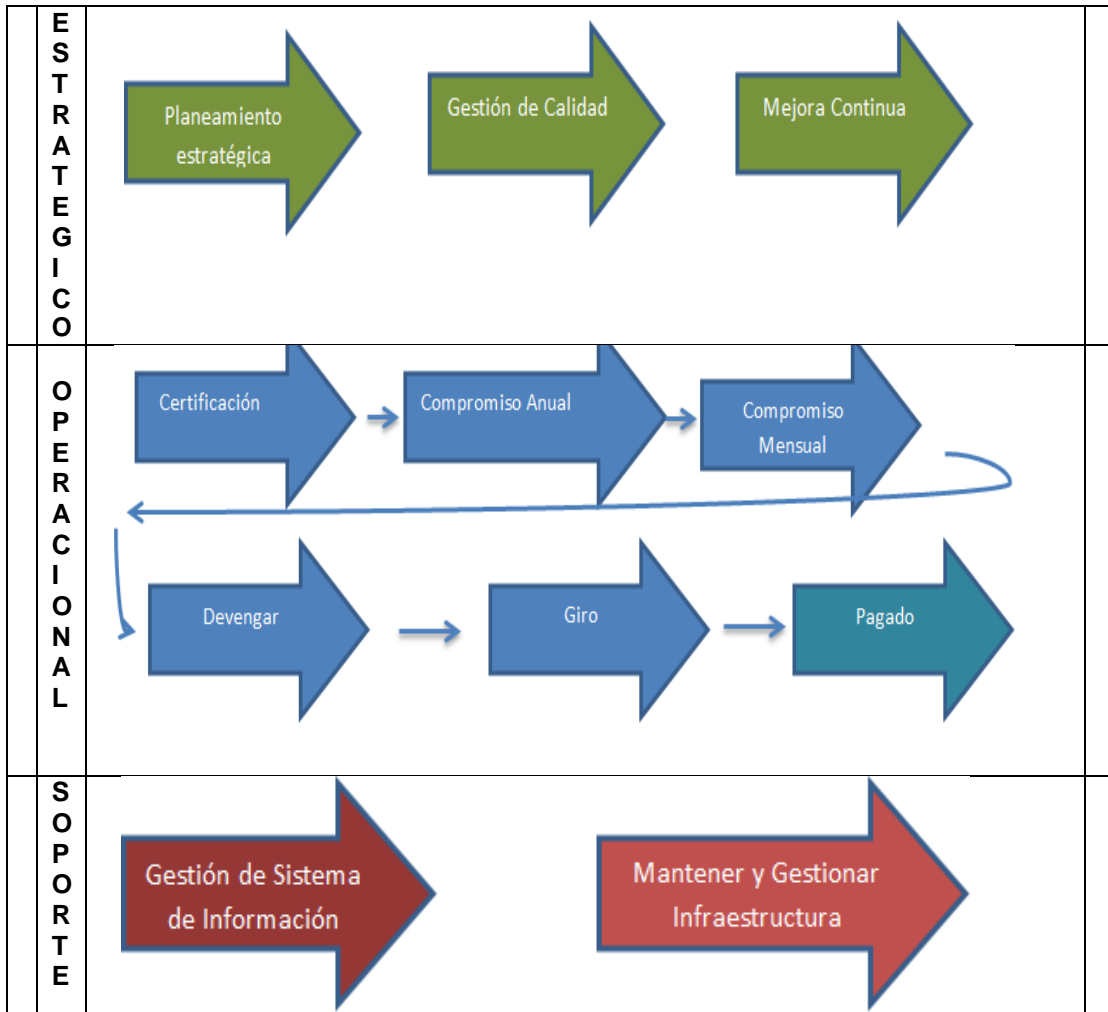 ESTRATEGICO
Planeamiento
estratégica
Gestión de Calidad
Mejora Continua
OPERACIONAL
Certificación
Compromiso Anual
Compromiso
Mensual
Devengar
Giro
Pagado
SOPORTE
Gestión de Sistema
de Información
Mantener y Gestionar
Infraestructura